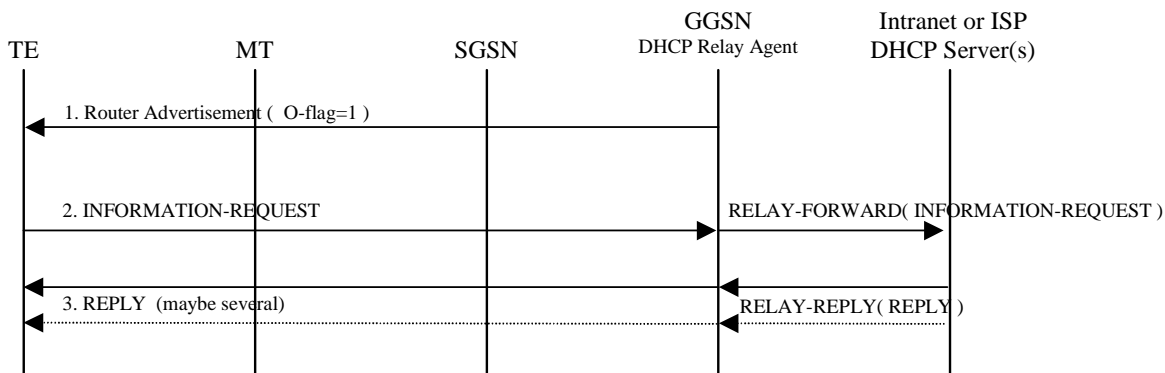 GGSN
DHCP Relay Agent
Intranet or ISP
DHCP Server(s)
TE
MT
SGSN
1. Router Advertisement ( O-flag=1 )
2. INFORMATION-REQUEST
RELAY-FORWARD( INFORMATION-REQUEST )
3. REPLY (maybe several)
RELAY-REPLY( REPLY )